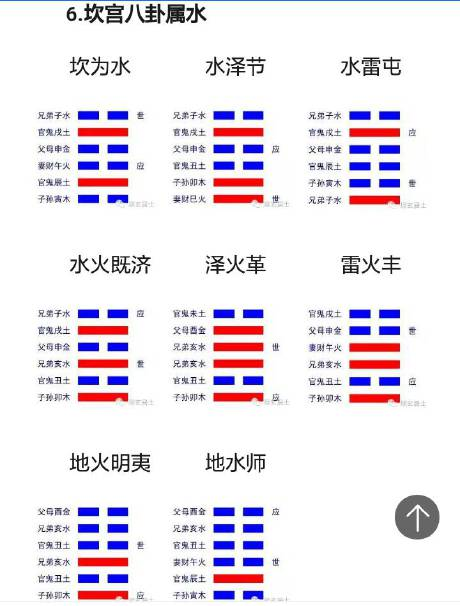 6.坎宫八卦属水
坎为水
水泽节
水雷屯
兄弟子水 世
官鬼戌土
父母申金
妻财午火 应
官鬼辰土
子孙寅木
兄弟子水
官鬼戌土
父母申金 应
官鬼丑土
子孙卯木
妻财巳火 世
兄弟子水
官鬼戌土 应
父母申金
官鬼辰土
子孙寅木 世
兄弟子水
水火既济
泽火革
雷火丰
兄弟子水 应
官鬼戌土
父母申金
兄弟亥水 世
官鬼丑土
子孙卯木
官鬼未土
父母酉金
兄弟亥水 世
兄弟亥水
官鬼丑土
子孙卯木 应
官鬼戌土
父母申金 世
妻财午火
兄弟亥水
官鬼丑土 应
子孙卯木
地火明夷
地水师
父母酉金
兄弟亥水
官鬼丑土 世
兄弟亥水
官鬼丑土
子孙卯木 应
父母酉金 应
兄弟亥水
官鬼丑土
妻财午火 世
官鬼辰土
子孙寅木